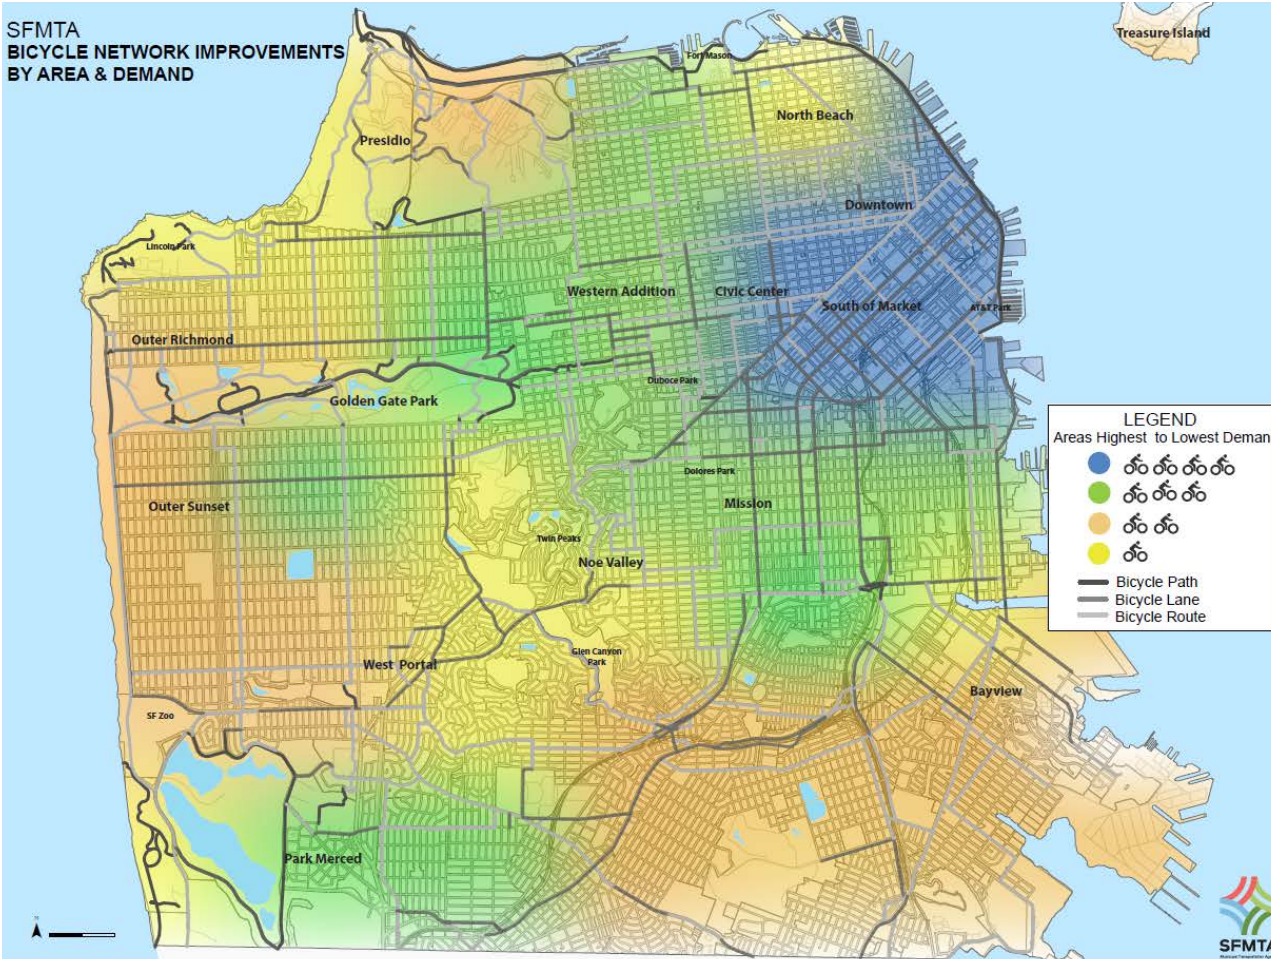 SFMTA
BICYCLE NETWORK IMPROVEMENTS
BY AREA & DEMAND
Treasure Island
Fort Mason
North Beach
Presidio
Downtown
Lincoln Park
Western Addition
Civic Center
South of Market
AT&T Park
Outer Richmond
Duboce Park
Golden Gate Park
LEGEND
Areas Highest to Lowest Deman
Dolores Park
Mission
Outer Sunset
Twin Peaks
Noe Valley
Bicycle Path
Bicycle Lane
Bicycle Route
Glen Canyon
Park
West Portal
Bayview
SF Zoo
Park Merced
SFMTA